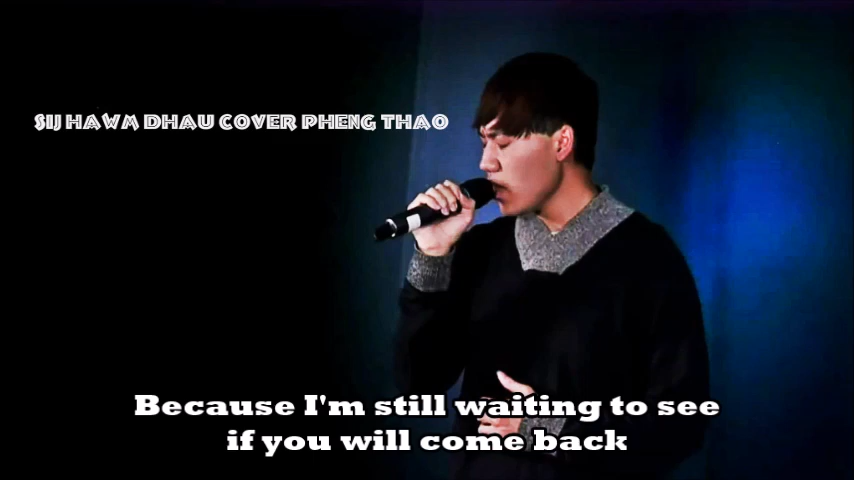 SIJ HAWM DHAU COVER PHENG THAO
Because I'm still waiting to see
if you will come back